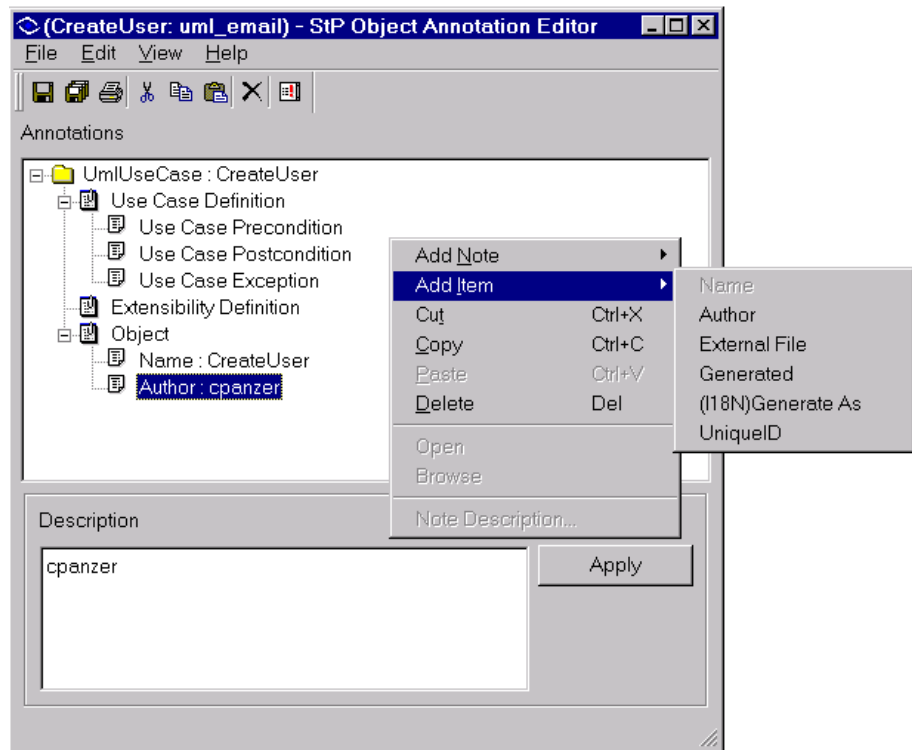 (CreateUser: uml_email) - StP Object Annotation Editor
File Edit View Help
Annotations
UmlUseCase : CreateUser
Use Case Definition
Use Case Precondition
Use Case Postcondition
Use Case Exception
Extensibility Definition
Object
Name : CreateUser
Author : cpanzer
Add Note
Add Item
Cut Ctrl+X
Copy Ctrl+C
Paste Ctrl+V
Delete Del
Open
Browse
Note Description...
Name
Author
External File
Generated
(I18N)Generate As
UniqueID
Description
cpanzer
Apply